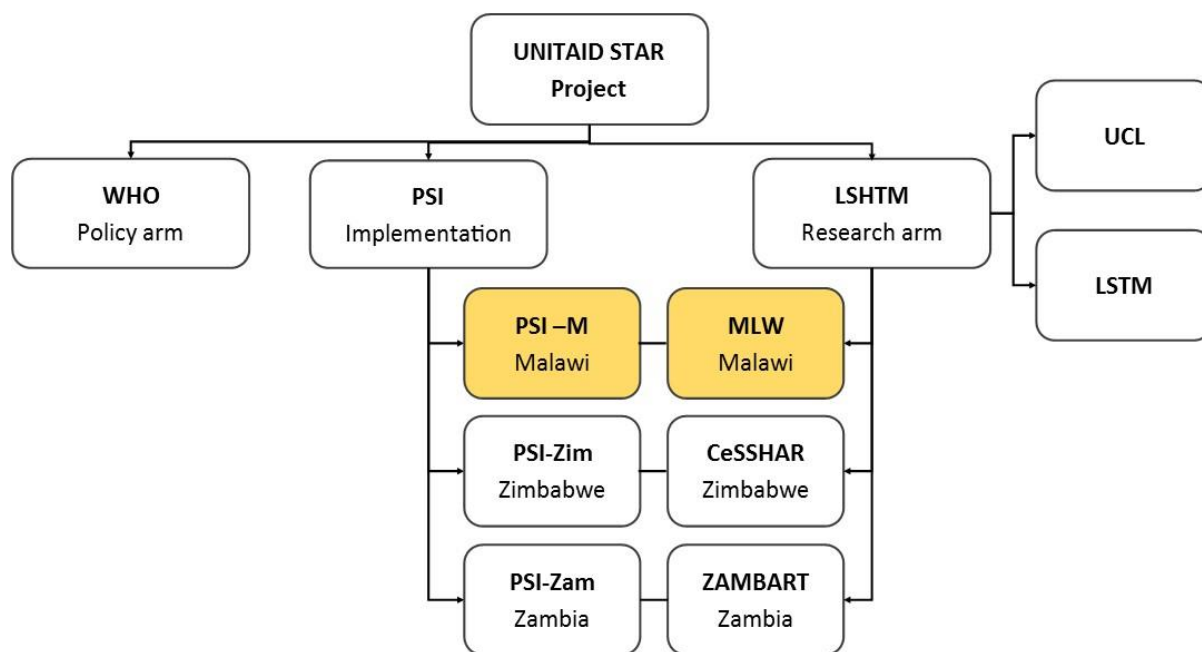 UNITAID STAR
Project
UCL
WHO
Policy arm
PSI
Implementation
LSHTM
Research arm
LSTM
PSI –M
Malawi
MLW
Malawi
PSI-Zim
Zimbabwe
CeSSHAR
Zimbabwe
PSI-Zam
Zambia
ZAMBART
Zambia